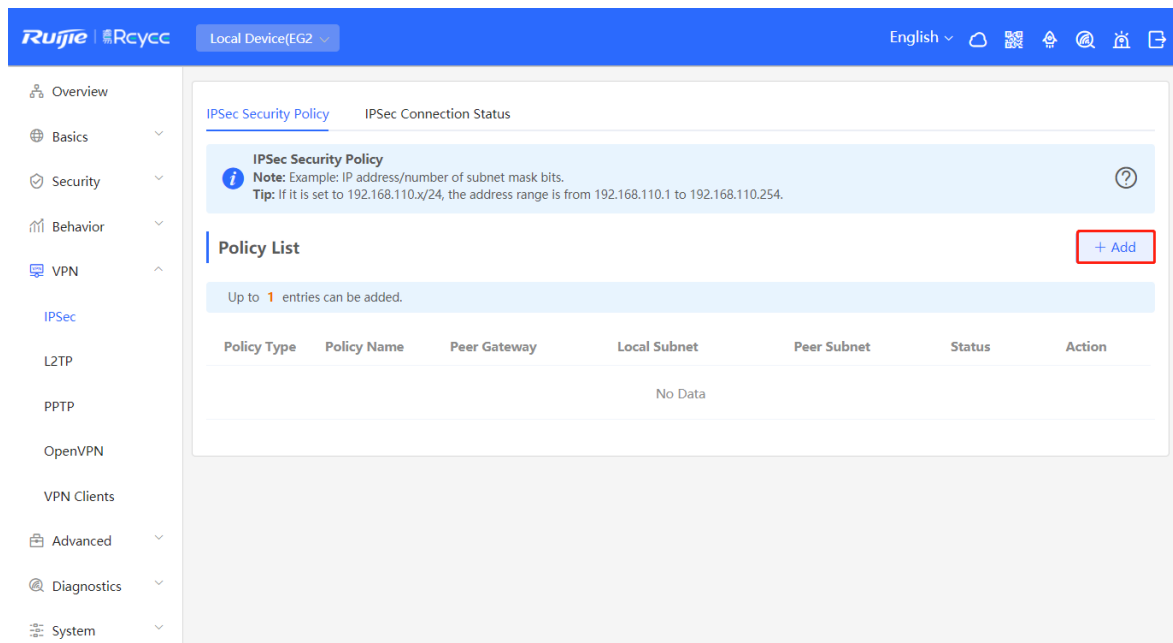 Ruijie | Reyee
Local Device(EG2
English
Overview
Basics
Security
Behavior
VPN
IPSec
L2TP
PPTP
OpenVPN
VPN Clients
Advanced
Diagnostics
System
IPSec Security Policy
IPSec Connection Status
IPSec Security Policy
Note: Example: IP address/number of subnet mask bits.
Tip: If it is set to 192.168.110.x/24, the address range is from 192.168.110.1 to 192.168.110.254.
Policy List
+ Add
Up to 1 entries can be added.
Policy Type Policy Name Peer Gateway Local Subnet Peer Subnet Status Action
No Data